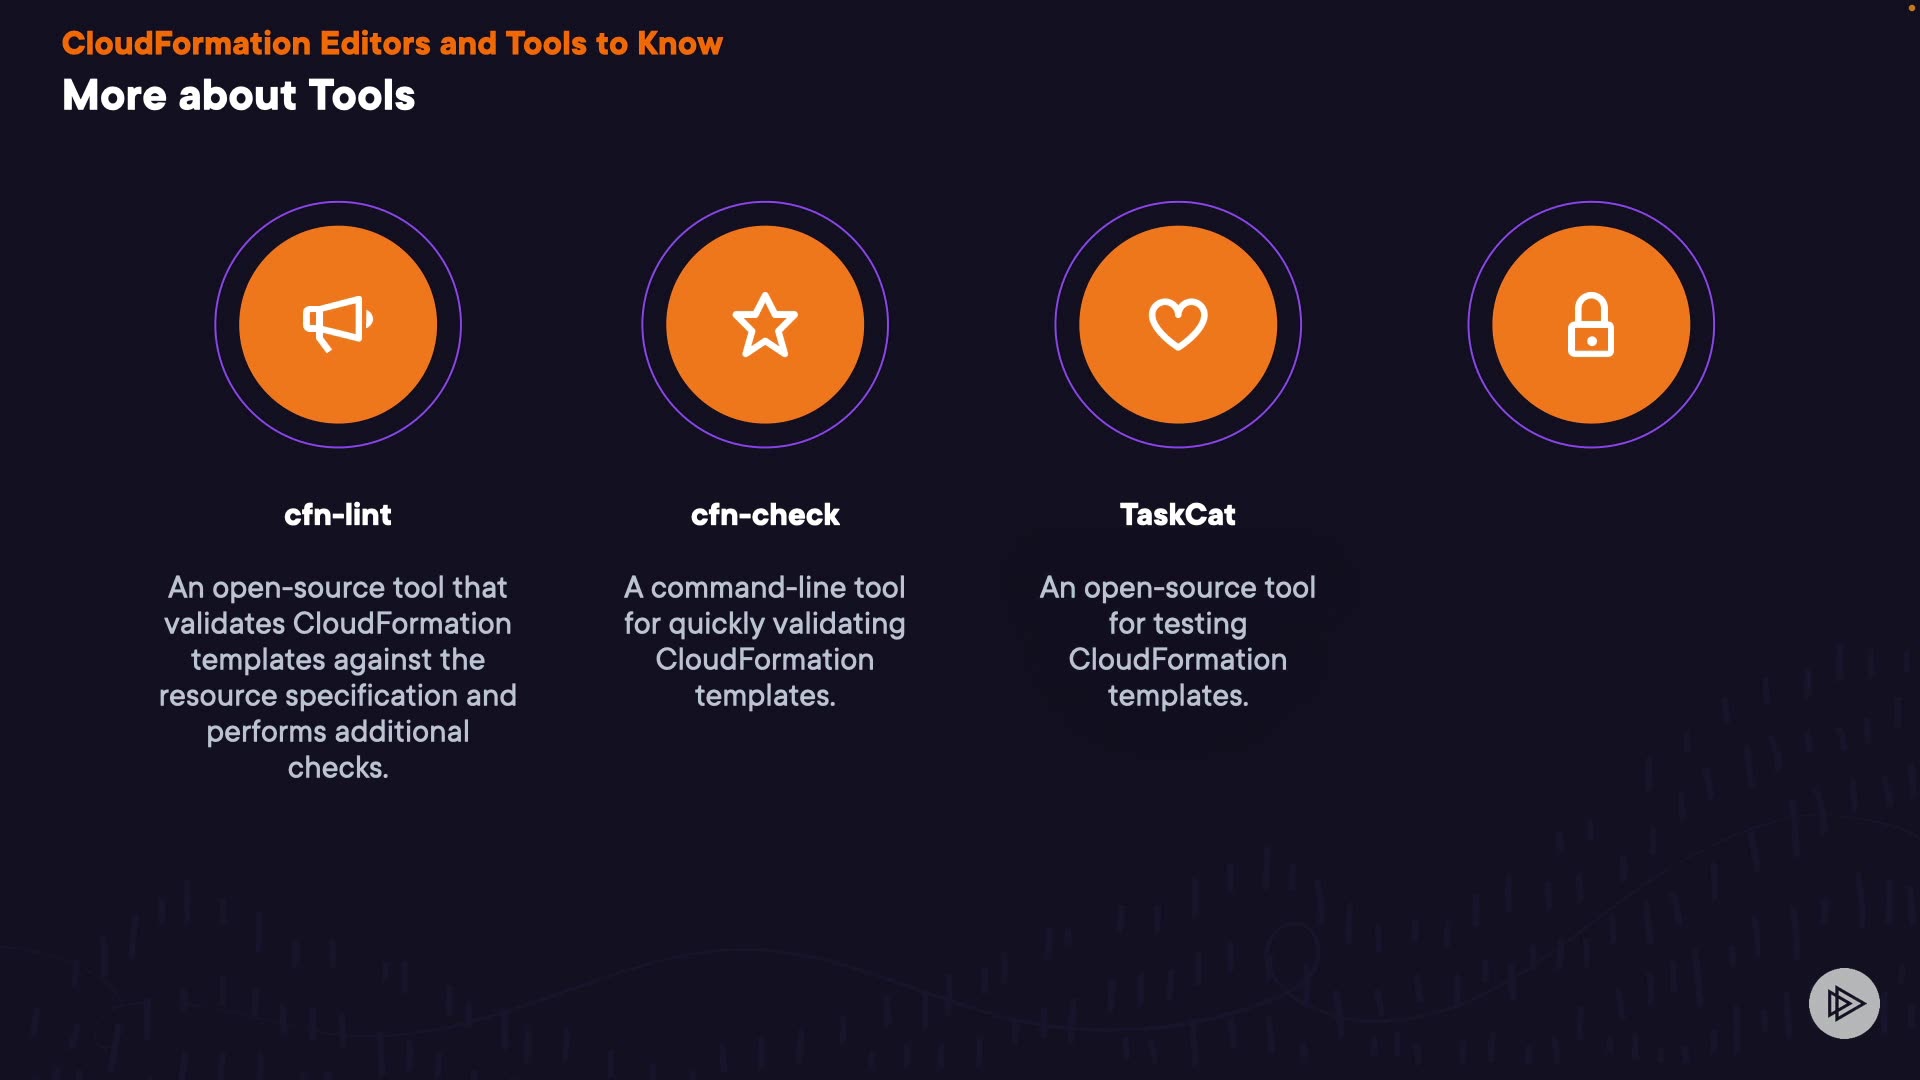 CloudFormation Editors and Tools to Know
More about Tools
cfn-lint
An open-source tool that
validates CloudFormation
templates against the
resource specification and
performs additional
checks.
cfn-check
A command-line tool
for quickly validating
CloudFormation
templates.
TaskCat
An open-source tool
for testing
CloudFormation
templates.